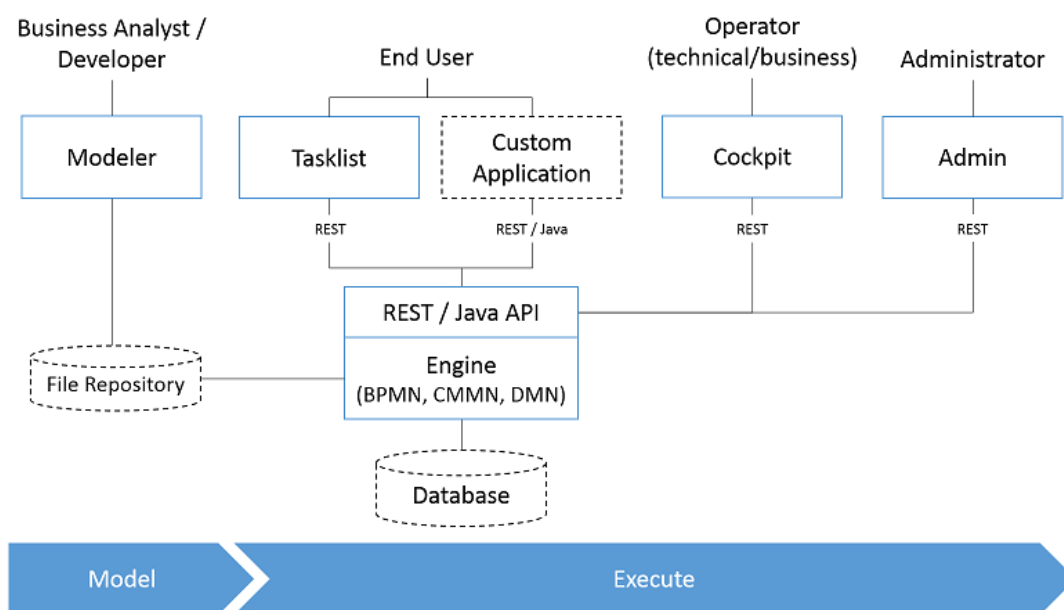 Business Analyst /
Developer
End User
Operator
(technical/business)
Administrator
Modeler
Tasklist
Custom
Application
Cockpit
Admin
REST
REST / Java
REST
REST
REST / Java API
Engine
(BPMN, CMMN, DMN)
File Repository
Database
Model
Execute